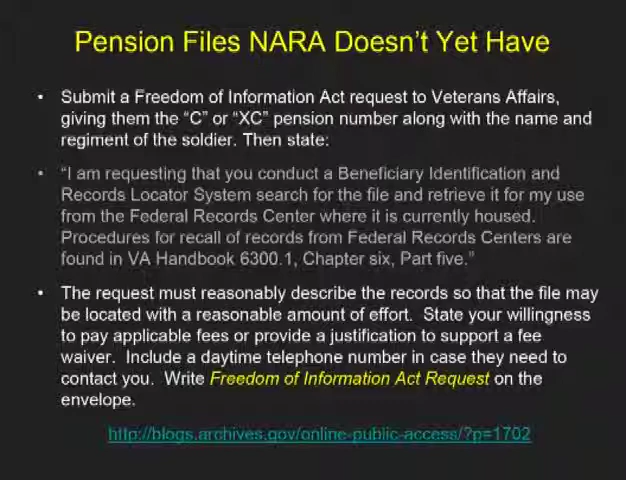 Pension Files NARA Doesn't Yet Have
• Submit a Freedom of Information Act request to Veterans Affairs,
giving them the “C” or “XC” pension number along with the name and
regiment of the soldier. Then state:
• “I am requesting that you conduct a Beneficiary Identification and
Records Locator System search for the file and retrieve it for my use
from the Federal Records Center where it is currently housed.
Procedures for recall of records from Federal Records Centers are
found in VA Handbook 6300.1, Chapter six, Part five.”
• The request must reasonably describe the records so that the file may
be located with a reasonable amount of effort. State your willingness
to pay applicable fees or provide a justification to support a fee
waiver. Include a daytime telephone number in case they need to
contact you. Write Freedom of Information Act Request on the
envelope.
http://blogs.archives.gov/online-public-access/?p=1702